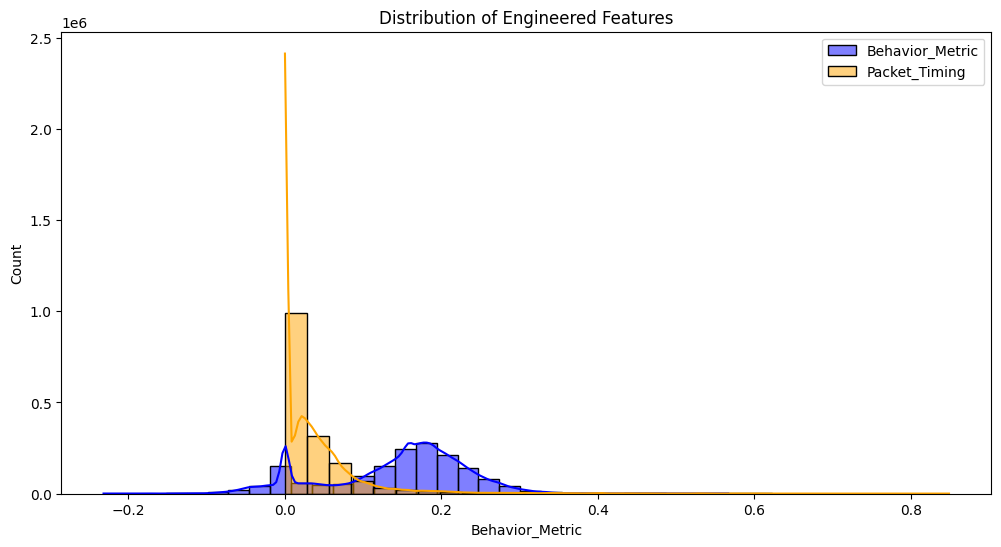 Distribution of Engineered Features
1e6
Behavior_Metric
Packet_Timing
2.5
2.0
1.5
1.0
0.5
0.0
Count
−0.2 0.0 0.2 0.4 0.6 0.8
Behavior_Metric